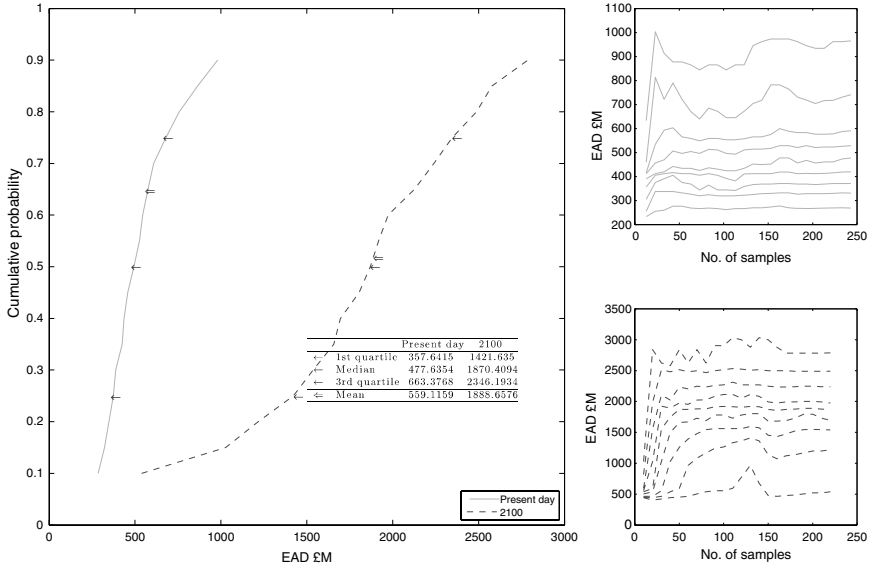 1
0.9
0.8
0.7
0.6
0.5
0.4
0.3
0.2
0.1
0
Cumulative probability
0 500 1000 1500 2000 2500 3000
EAD £M
Present day 2100
← 1st quartile 357.6415 1421.635
← Median 477.6354 1870.4094
← 3rd quartile 663.3768 2346.1934
⇐ Mean 559.1159 1888.6576
Present day
2100
1100
1000
900
800
700
600
500
400
300
200
EAD £M
0 50 100 150 200 250
No. of samples
3500
3000
2500
2000
1500
1000
500
0
EAD £M
0 50 100 150 200 250
No. of samples